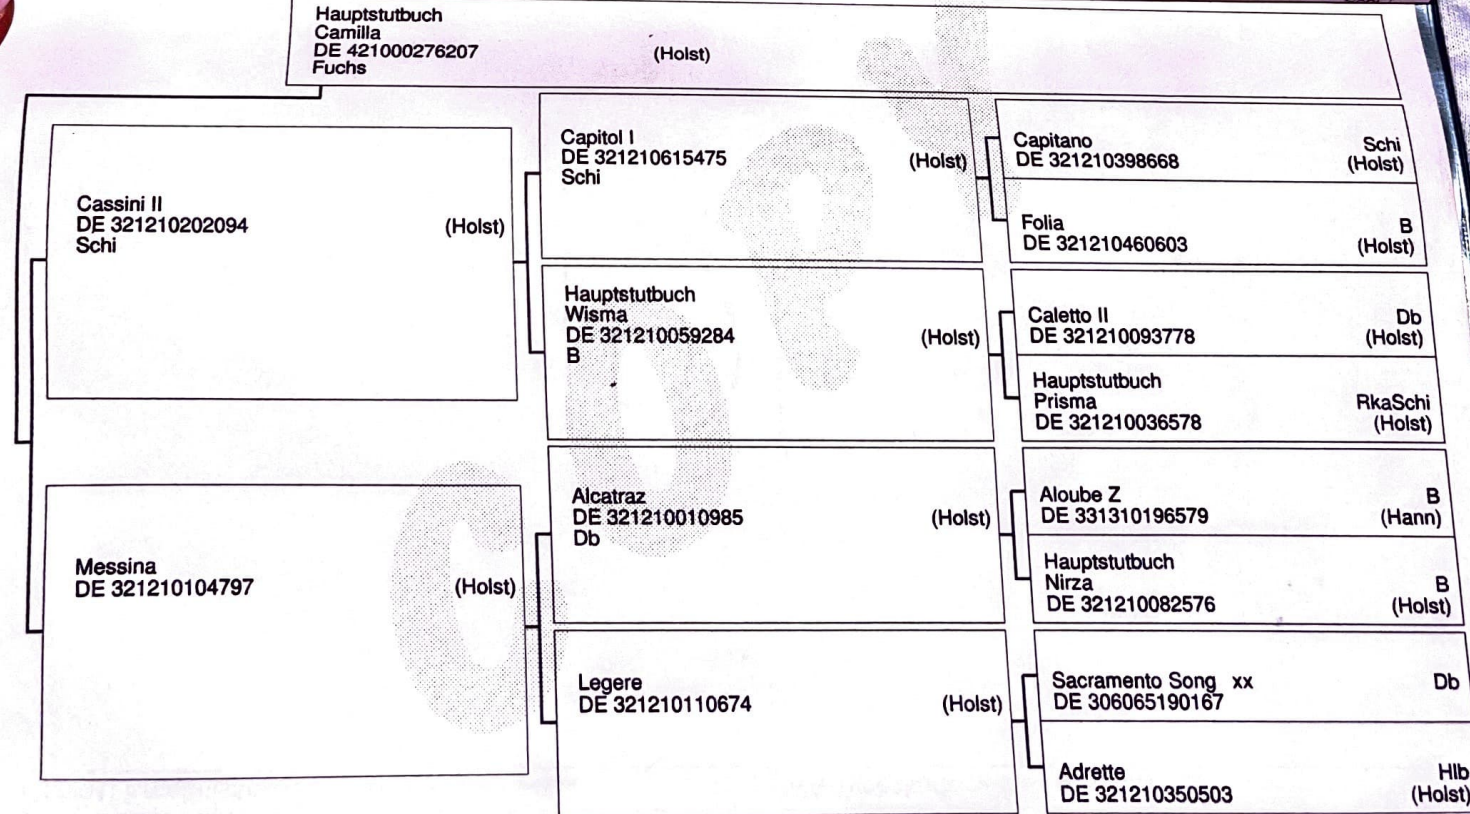 Hauptstutbuch
Camilla
DE 421000276207 (Holst)
Fuchs
Cassini II
DE 321210202094 (Holst)
Schi
Messina
DE 321210104797 (Holst)
Capitol I
DE 321210615475 (Holst)
Schi
Hauptstutbuch
Wisma
DE 321210059284 (Holst)
B
Alcatraz
DE 321210010985 (Holst)
Db
Legere
DE 321210110674 (Holst)
Capitano Schi
DE 321210398668 (Holst)
Folia B
DE 321210460603 (Holst)
Caletto II Db
DE 321210093778 (Holst)
Hauptstutbuch
Prisma RkaSchi
DE 321210036578 (Holst)
Aloube Z B
DE 331310196579 (Hann)
Hauptstutbuch
Nirza B
DE 321210082576 (Holst)
Sacramento Song xx Db
DE 306065190167
Adrette Hlb
DE 321210350503 (Holst)
COPY